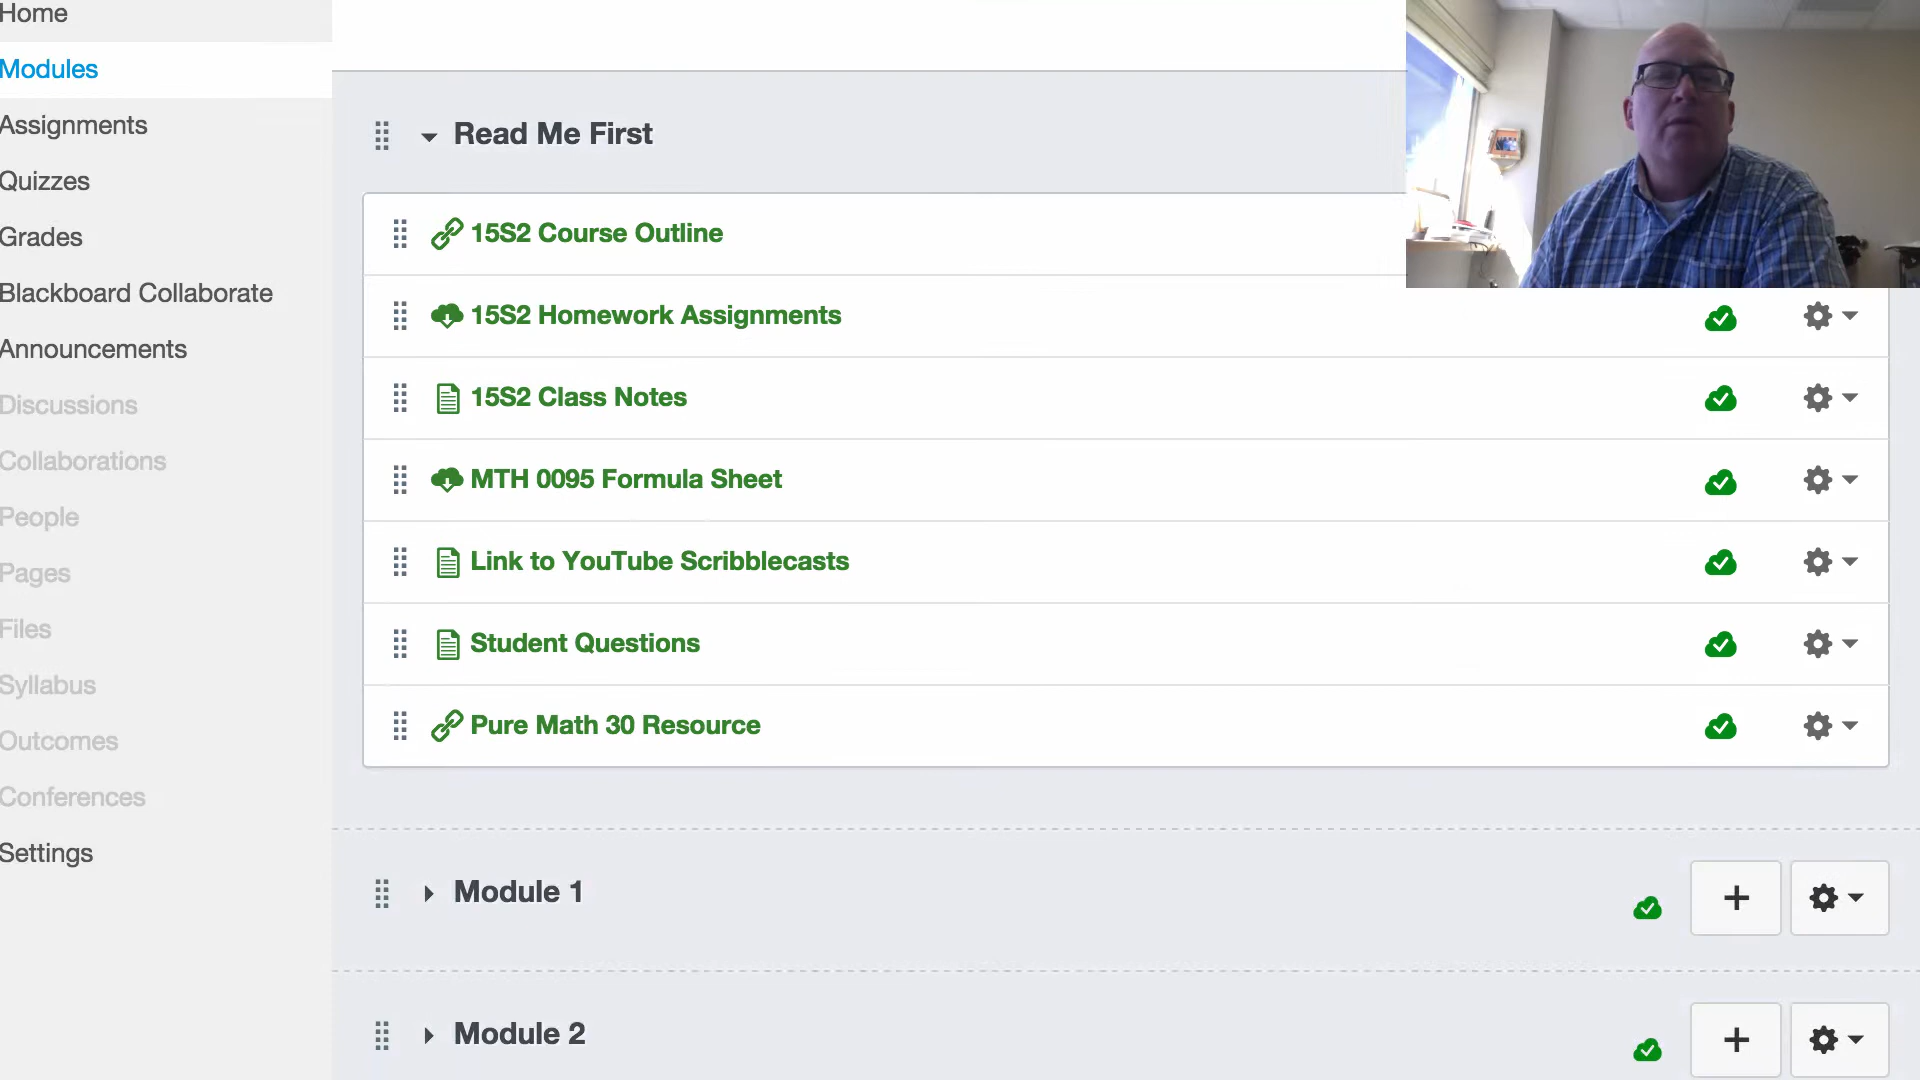 Home
Modules
Assignments
Quizzes
Grades
Blackboard Collaborate
Announcements
Discussions
Collaborations
People
Pages
Files
Syllabus
Outcomes
Conferences
Settings
Read Me First
15S2 Course Outline
15S2 Homework Assignments
15S2 Class Notes
MTH 0095 Formula Sheet
Link to YouTube Scribblecasts
Student Questions
Pure Math 30 Resource
Module 1
Module 2